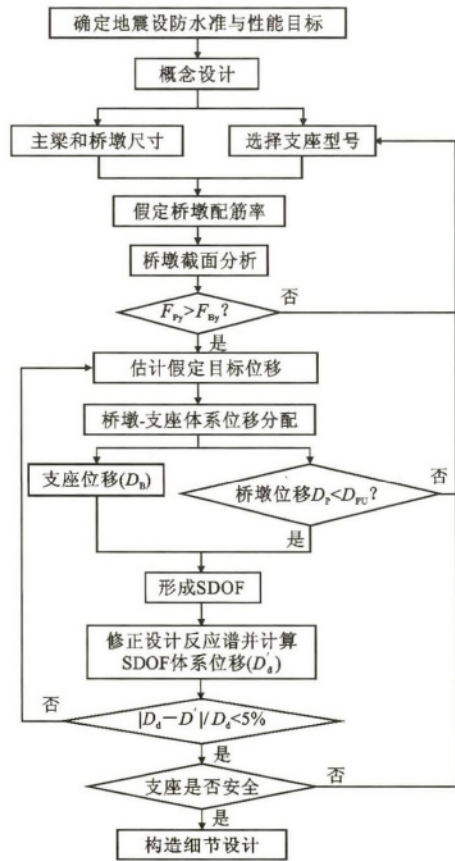 确定地震设防水准与性能目标
概念设计
主梁和桥墩尺寸
选择支座型号
假定桥墩配筋率
桥墩截面分析
否
F_Py>F_By?
是
估计假定目标位移
桥墩-支座体系位移分配
支座位移(D_B)
桥墩位移D_P<D_PU?
否
是
形成SDOF
修正设计反应谱并计算
SDOF体系位移(D'_d)
否
|D_d-D'|/D_d<5%
是
支座是否安全
否
是
构造细节设计